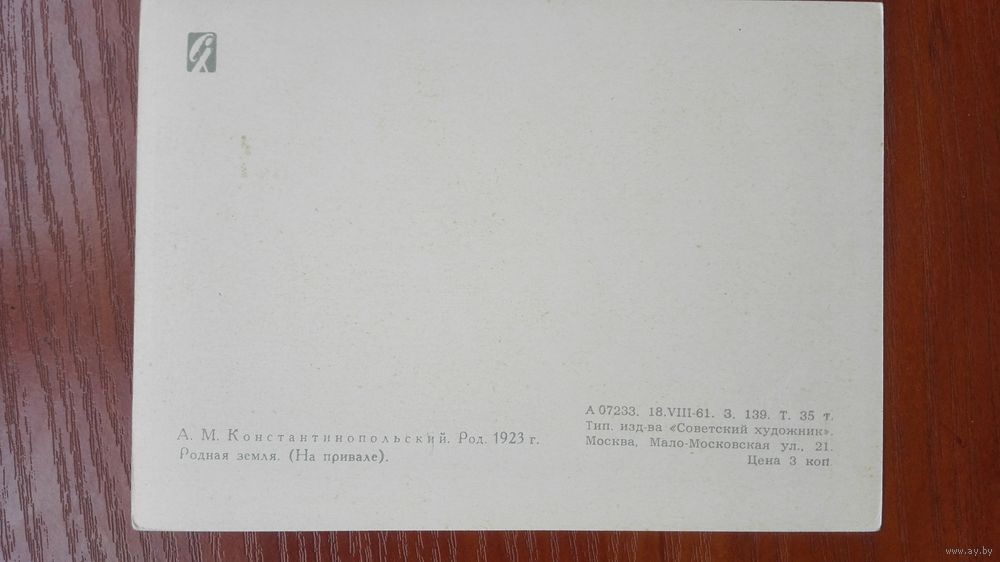 А. М. Константинопольский. Род. 1923 г.
Родная земля. (На привале).
А 07233. 18.VIII-61. З. 139. Т. 35 т.
Тип. изд-ва «Советский художник».
Москва, Мало-Московская ул., 21.
Цена 3 коп.
www.ay.by